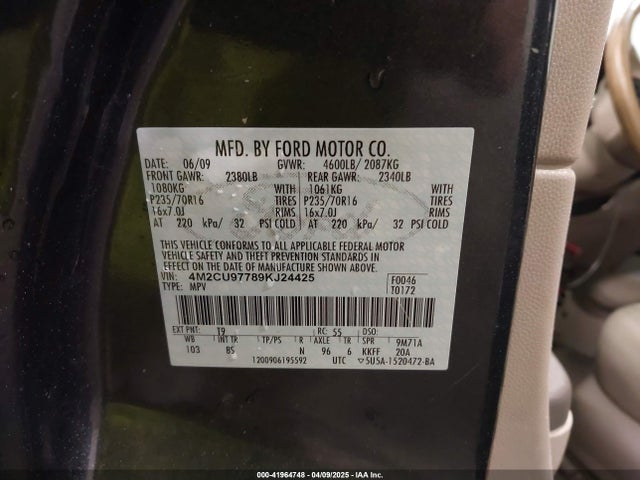 MFD. BY FORD MOTOR CO.
DATE: 06/09 GVWR: 4600LB/ 2087KG
FRONT GAWR: 2380LB REAR GAWR: 2340LB
1080KG WITH 1061KG WITH
P235/70R16 TIRES P235/70R16 TIRES
16x7.0J RIMS 16x7.0J RIMS
AT 220 kPa/ 32 PSI COLD AT 220 kPa/ 32 PSI COLD
THIS VEHICLE CONFORMS TO ALL APPLICABLE FEDERAL MOTOR
VEHICLE SAFETY AND THEFT PREVENTION STANDARDS IN
EFFECT ON THE DATE OF MANUFACTURE SHOWN ABOVE.
VIN: 4M2CU97789KJ24425 F0046
TYPE: MPV T0172
EXT PNT: T9 RC: 55 DSO:
WB INT TR TP/PS R AXLE TR SPR 9M71A
103 8S N 96 6 KKFF 20A
1200906195592 UTC 5U5A-1520472-BA
000-41964748 - 04/09/2025 - IAA Inc.